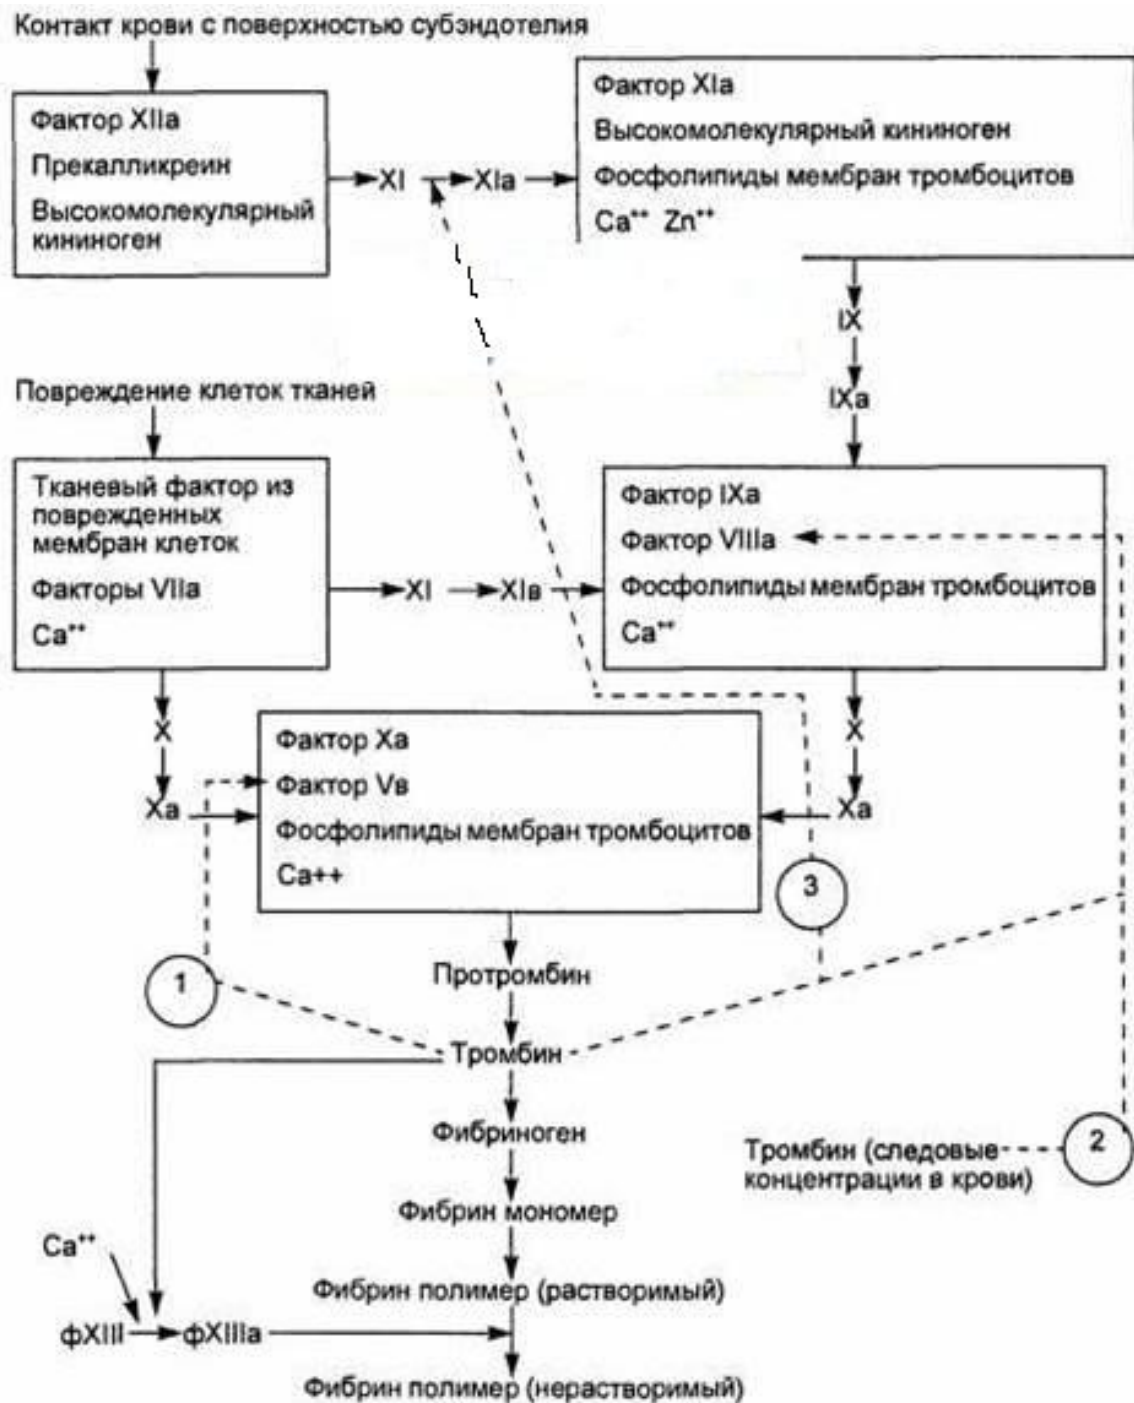 Контакт крови с поверхностью субэндотелия
Фактор XIIa
Прекалликреин
Высокомолекулярный
кининоген
XI
XIa
Фактор XIa
Высокомолекулярный кининоген
Фосфолипиды мембран тромбоцитов
Ca⁺⁺ Zn⁺⁺
IX
IXa
Повреждение клеток тканей
Тканевый фактор из
поврежденных
мембран клеток
Факторы VIIa
Ca⁺⁺
XI
XIв
Фактор IXa
Фактор VIIIa
Фосфолипиды мембран тромбоцитов
Ca⁺⁺
X
Xa
Фактор Xa
Фактор Vв
Фосфолипиды мембран тромбоцитов
Ca++
X
Xa
3
1
Протромбин
Тромбин
Фибриноген
Тромбин (следовые
концентрации в крови)
2
Фибрин мономер
Ca⁺⁺
Фибрин полимер (растворимый)
фXIII
фXIIIa
Фибрин полимер (нерастворимый)